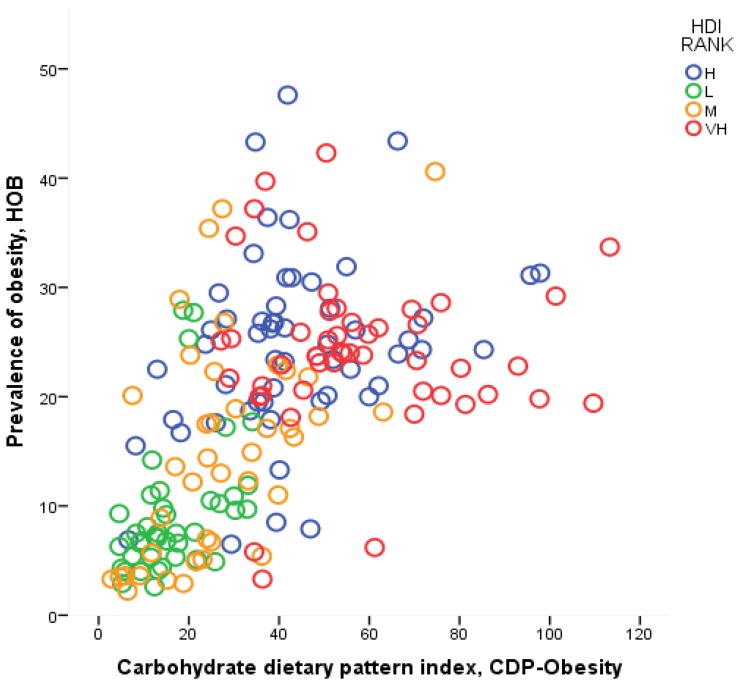 HDI
RANK
H
L
M
VH
Prevalence of obesity, HOB
50
40
30
20
10
0
0 20 40 60 80 100 120
Carbohydrate dietary pattern index, CDP-Obesity